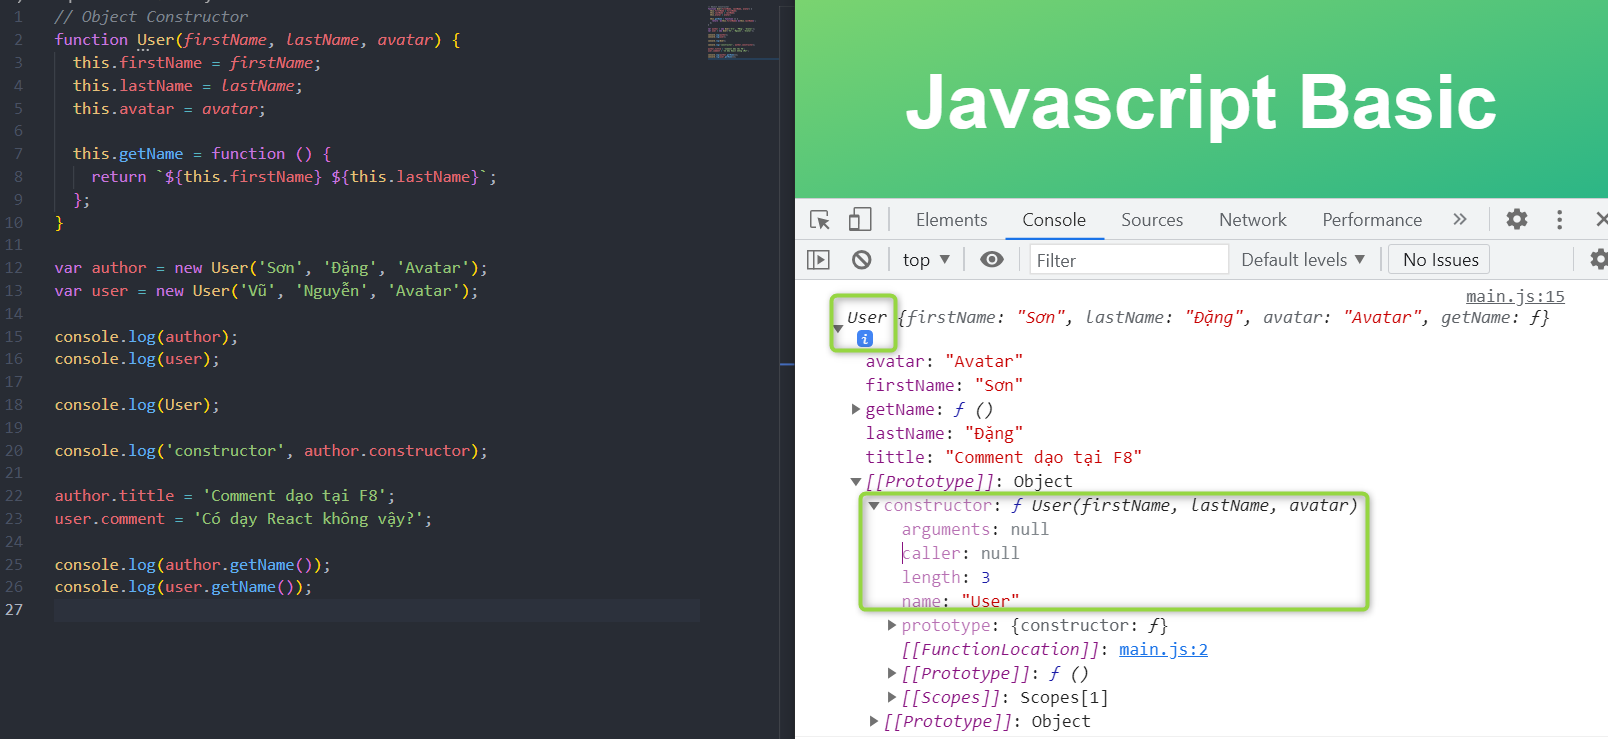 1 // Object Constructor
2 function User(firstName, lastName, avatar) {
3 this.firstName = firstName;
4 this.lastName = lastName;
5 this.avatar = avatar;
6
7 this.getName = function () {
8 return `${this.firstName} ${this.lastName}`;
9 };
10 }
11
12 var author = new User('Sơn', 'Đặng', 'Avatar');
13 var user = new User('Vũ', 'Nguyễn', 'Avatar');
14
15 console.log(author);
16 console.log(user);
17
18 console.log(User);
19
20 console.log('constructor', author.constructor);
21
22 author.tittle = 'Comment dạo tại F8';
23 user.comment = 'Có dạy React không vậy?';
24
25 console.log(author.getName());
26 console.log(user.getName());
27
Javascript Basic
Elements Console Sources Network Performance »
top ▼ Filter Default levels ▼ No Issues
main.js:15
User {firstName: "Sơn", lastName: "Đặng", avatar: "Avatar", getName: ƒ}
i
avatar: "Avatar"
firstName: "Sơn"
getName: ƒ ()
lastName: "Đặng"
tittle: "Comment dạo tại F8"
[[Prototype]]: Object
constructor: ƒ User(firstName, lastName, avatar)
arguments: null
caller: null
length: 3
name: "User"
prototype: {constructor: ƒ}
[[FunctionLocation]]: main.js:2
[[Prototype]]: ƒ ()
[[Scopes]]: Scopes[1]
[[Prototype]]: Object